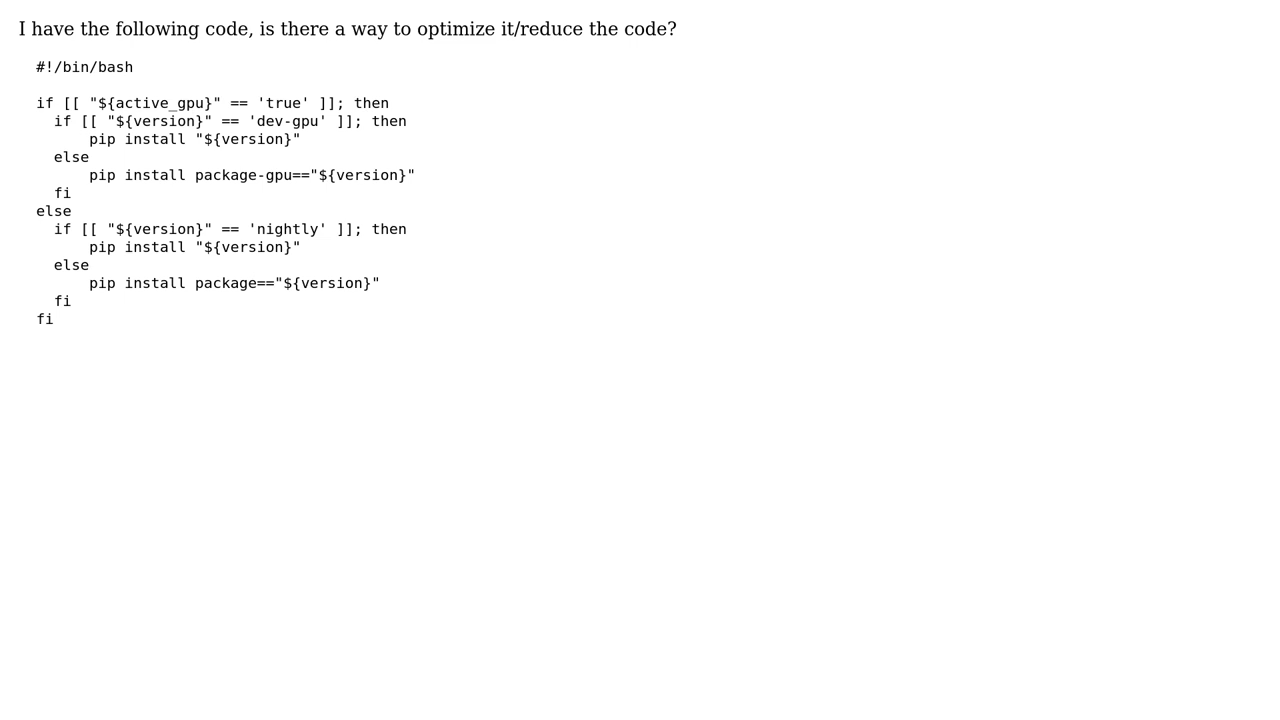 I have the following code, is there a way to optimize it/reduce the code?
#!/bin/bash
if [[ "${active_gpu}" == 'true' ]]; then
  if [[ "${version}" == 'dev-gpu' ]]; then
      pip install "${version}"
  else
      pip install package-gpu=="${version}"
  fi
else
  if [[ "${version}" == 'nightly' ]]; then
      pip install "${version}"
  else
      pip install package=="${version}"
  fi
fi